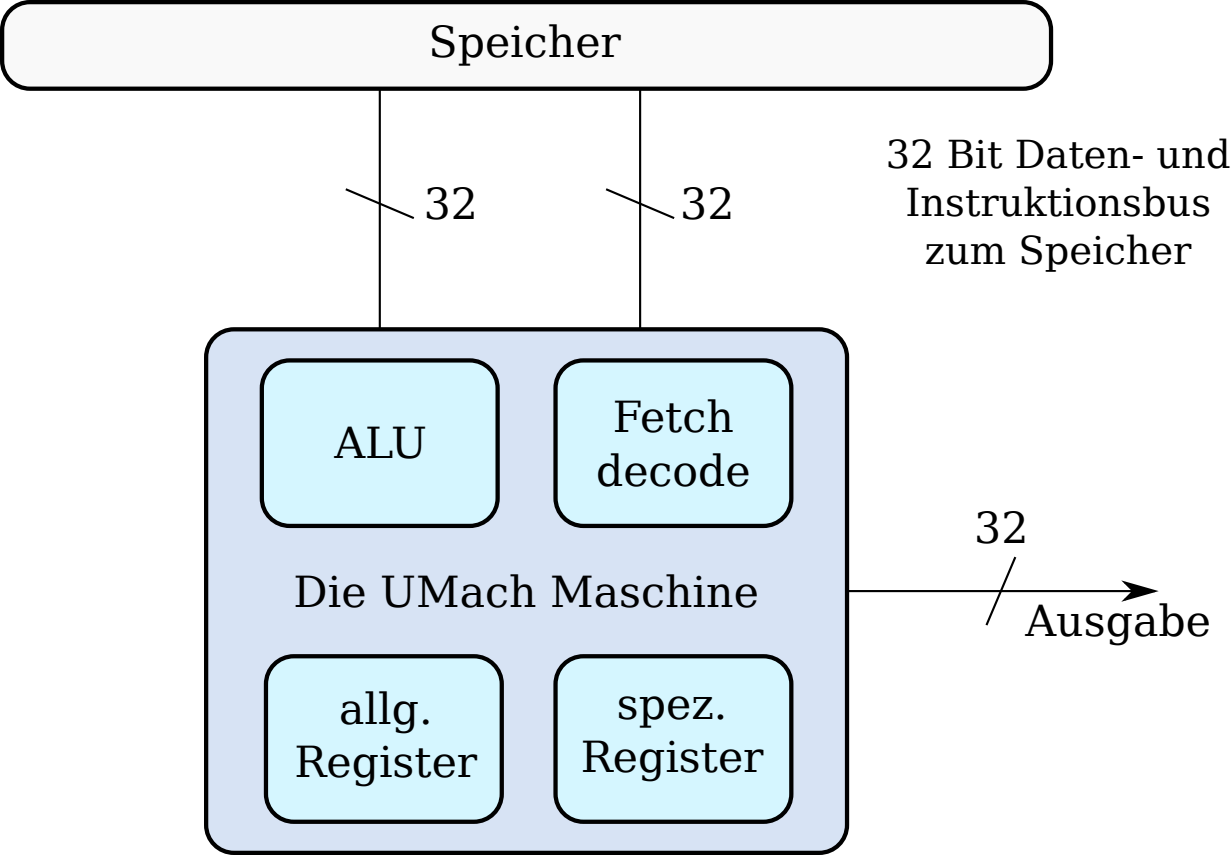 Speicher
32
32
32 Bit Daten- und
Instruktionsbus
zum Speicher
ALU
Fetch
decode
Die UMach Maschine
32
Ausgabe
allg.
Register
spez.
Register